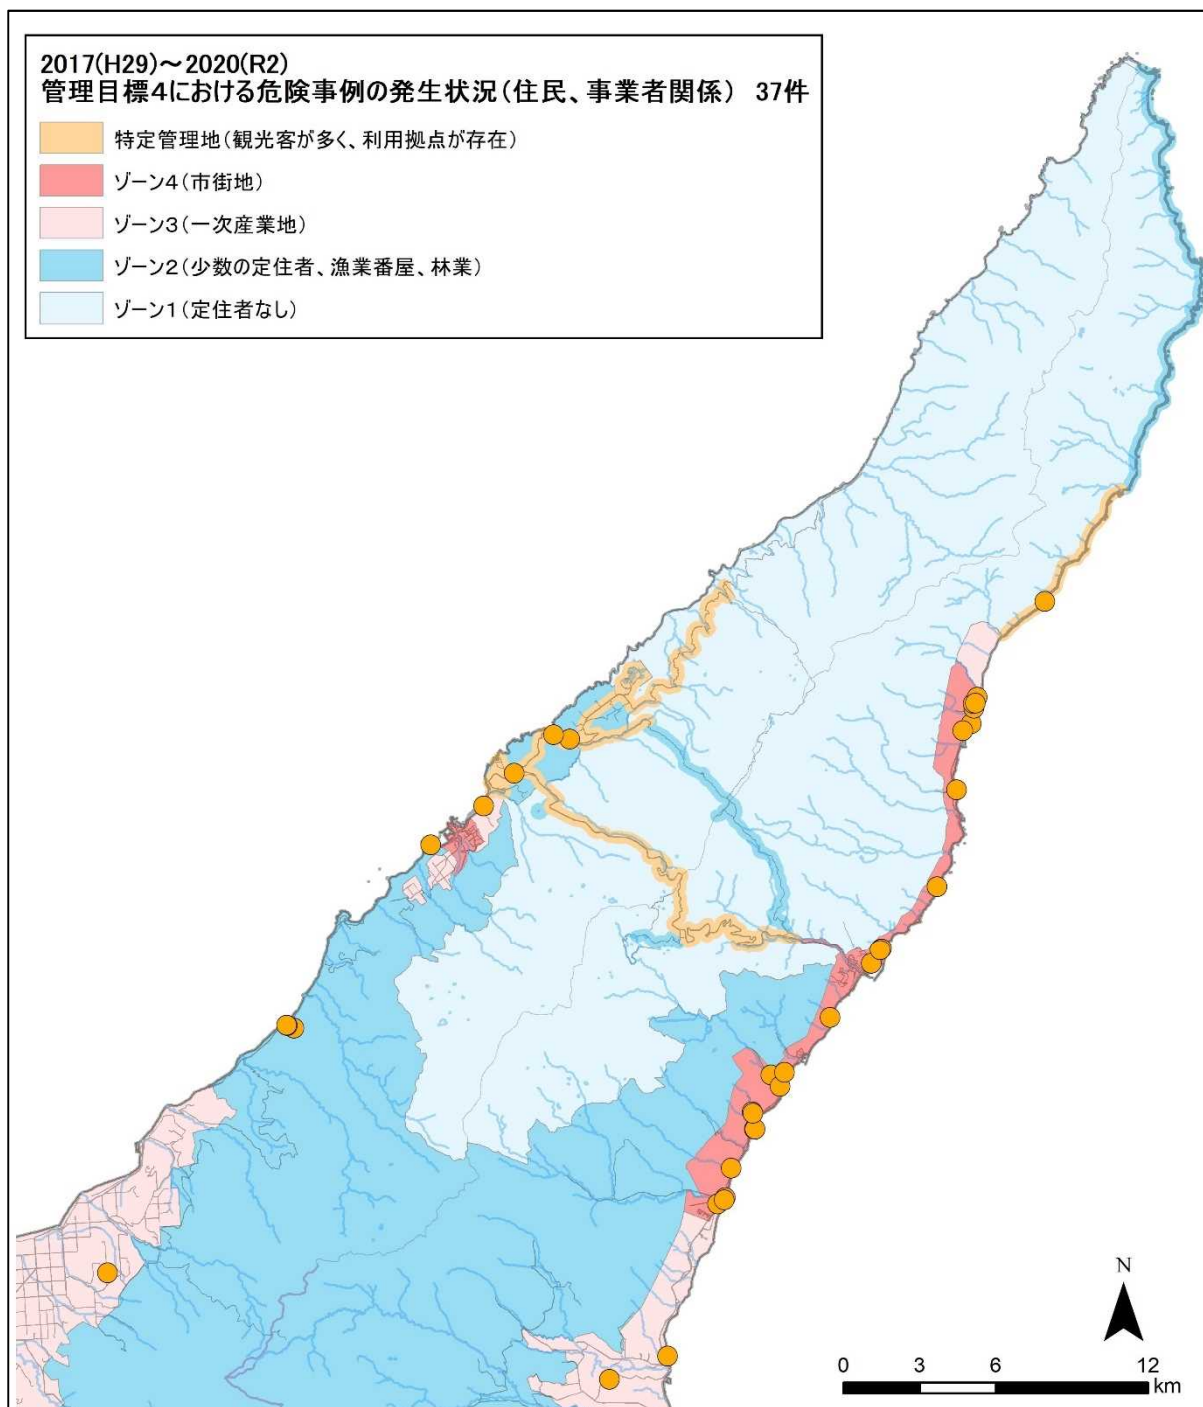 2017(H29)～2020(R2)
管理目標4における危険事例の発生状況(住民、事業者関係) 37件
特定管理地(観光客が多く、利用拠点が存在)
ゾーン4(市街地)
ゾーン3(一次産業地)
ゾーン2(少数の定住者、漁業番屋、林業)
ゾーン1(定住者なし)
N
0 3 6 12
km